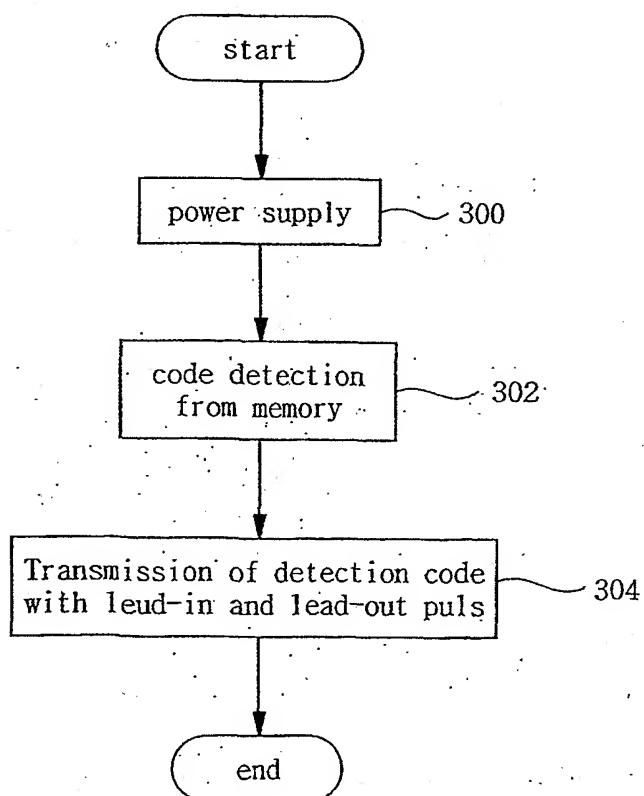 start
power supply
300
code detection
from memory
302
Transmission of detection code
with leud-in and lead-out puls
304
end